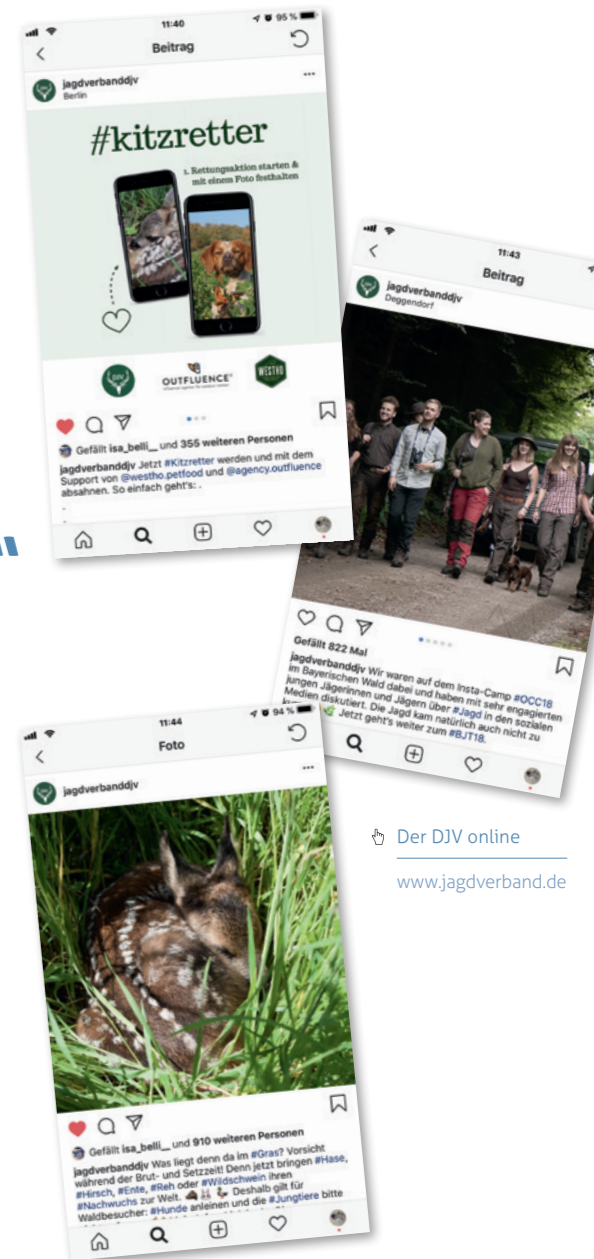 11:40
95 %
Beitrag
jagdverbanddjv
Berlin
#kitzretter
1. Rettungsaktion starten &
mit einem Foto festhalten
DJV
OUTFLUENCE
WESTHO
Gefällt isa_belli__ und 355 weiteren Personen
jagdverbanddjv Jetzt #Kitzretter werden und mit dem
Support von @westho.petfood und @agency.outfluence
absahnen. So einfach geht's: .
.
.
11:43
Beitrag
jagdverbanddjv
Deggendorf
Gefällt 822 Mal
jagdverbanddjv Wir waren auf dem Insta-Camp #OCC18
im Bayerischen Wald dabei und haben mit sehr engagierten
jungen Jägerinnen und Jägern über #Jagd in den sozialen
Medien diskutiert. Die Jagd kam natürlich auch nicht zu
Jetzt geht's weiter zum #BJT18.
11:44
94 %
Foto
jagdverbanddjv
Gefällt isa_belli__ und 910 weiteren Personen
jagdverbanddjv Was liegt denn da im #Gras? Vorsicht
während der Brut- und Setzzeit! Denn jetzt bringen #Hase,
#Hirsch, #Ente, #Reh oder #Wildschwein ihren
#Nachwuchs zur Welt. Deshalb gilt für
Waldbesucher: #Hunde anleinen und die #Jungtiere bitte
Der DJV online
www.jagdverband.de